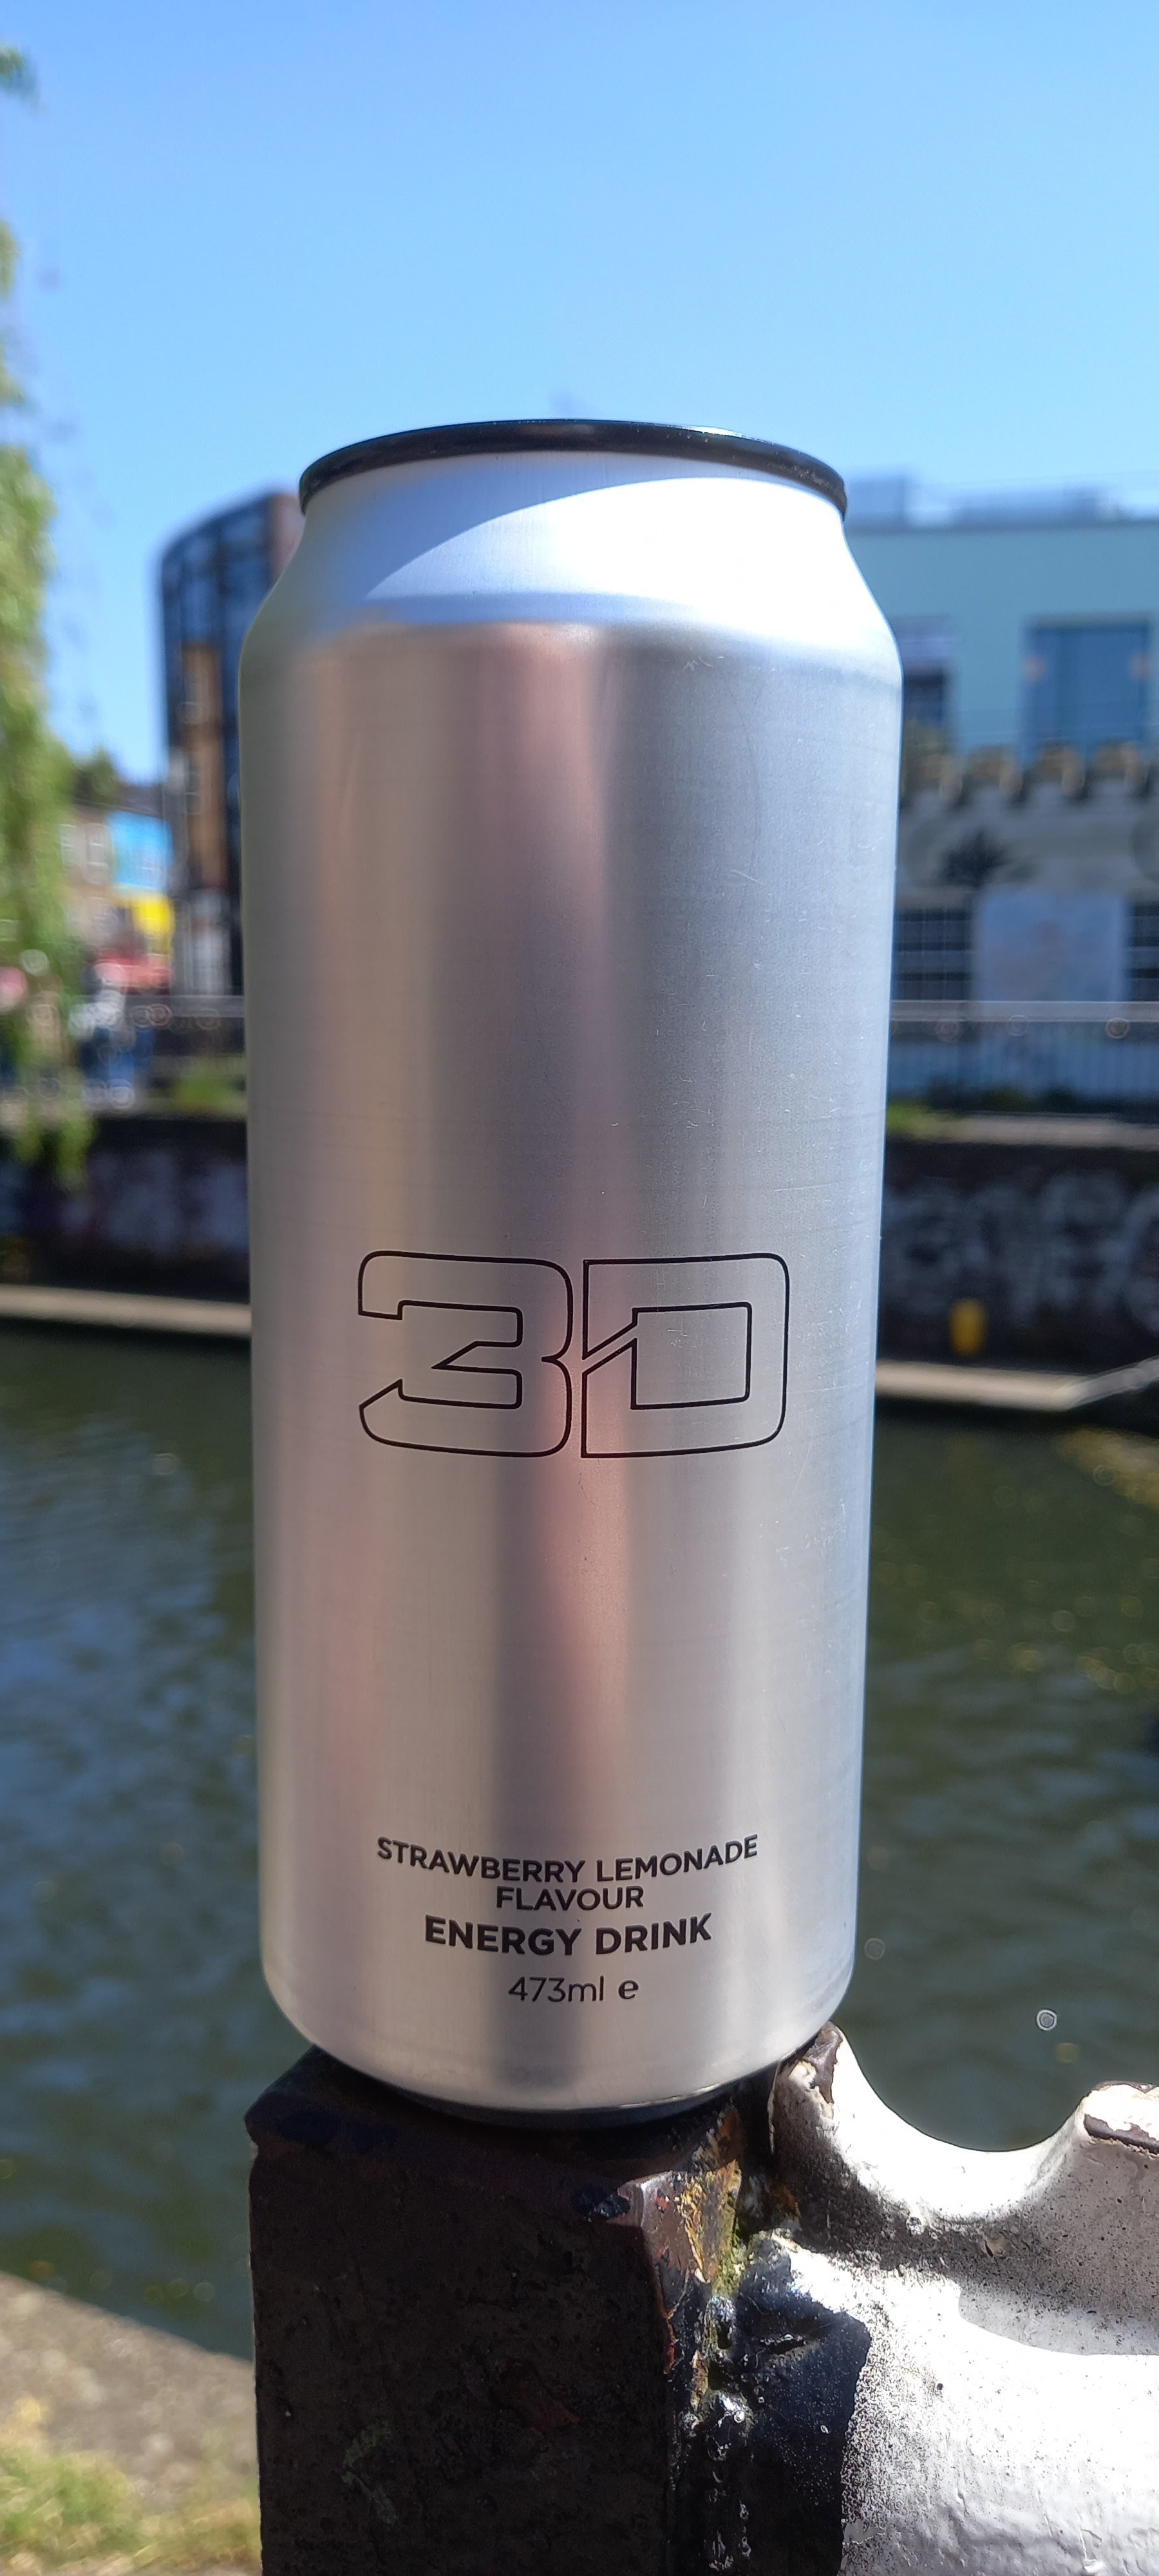 3D
STRAWBERRY LEMONADE
FLAVOUR
ENERGY DRINK
473ml e